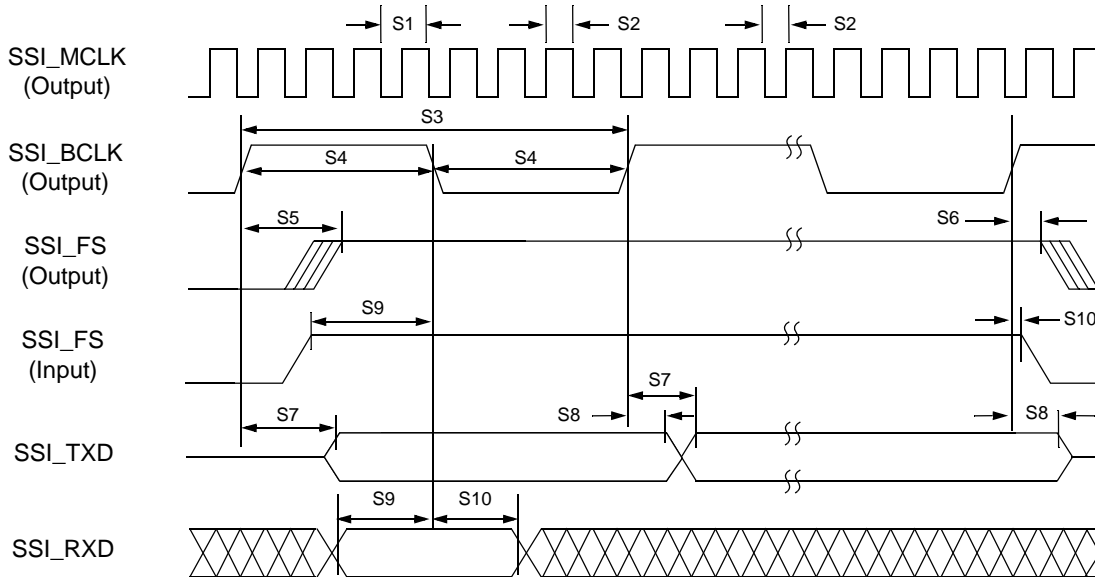 S1
S2
S2
SSI_MCLK
(Output)
S3
SSI_BCLK
(Output)
S4
S4
S5
S6
SSI_FS
(Output)
S9
S10
SSI_FS
(Input)
S7
S8
S7
S8
SSI_TXD
S9
S10
SSI_RXD